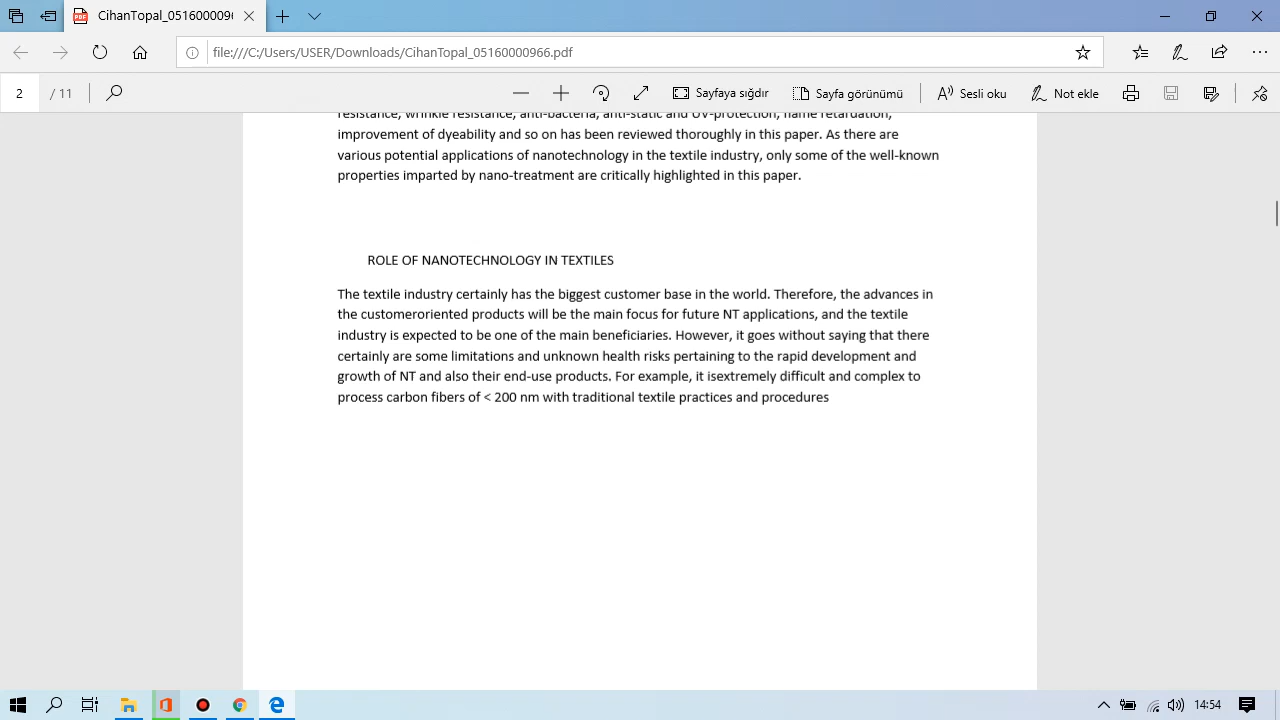 CihanTopal_0516000096
file:///C:/Users/USER/Downloads/CihanTopal_05160000966.pdf
2 / 11 Sayfaya sığdır Sayfa görünümü Sesli oku Not ekle
resistance, wrinkle resistance, anti-bacteria, anti-static and UV-protection, flame retardation,
improvement of dyeability and so on has been reviewed thoroughly in this paper. As there are
various potential applications of nanotechnology in the textile industry, only some of the well-known
properties imparted by nano-treatment are critically highlighted in this paper.
ROLE OF NANOTECHNOLOGY IN TEXTILES
The textile industry certainly has the biggest customer base in the world. Therefore, the advances in
the customeroriented products will be the main focus for future NT applications, and the textile
industry is expected to be one of the main beneficiaries. However, it goes without saying that there
certainly are some limitations and unknown health risks pertaining to the rapid development and
growth of NT and also their end-use products. For example, it isextremely difficult and complex to
process carbon fibers of < 200 nm with traditional textile practices and procedures
14:54